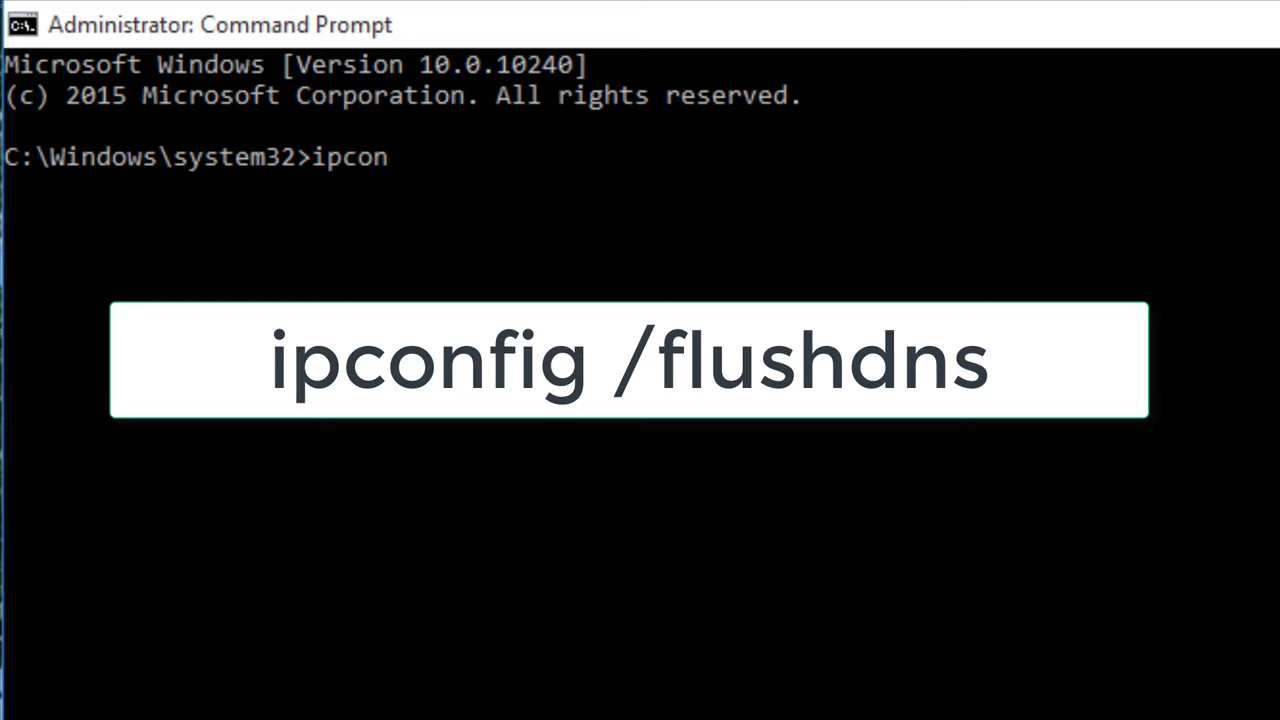 Administrator: Command Prompt
Microsoft Windows [Version 10.0.10240]
(c) 2015 Microsoft Corporation. All rights reserved.
C:\Windows\system32>ipcon
ipconfig /flushdns